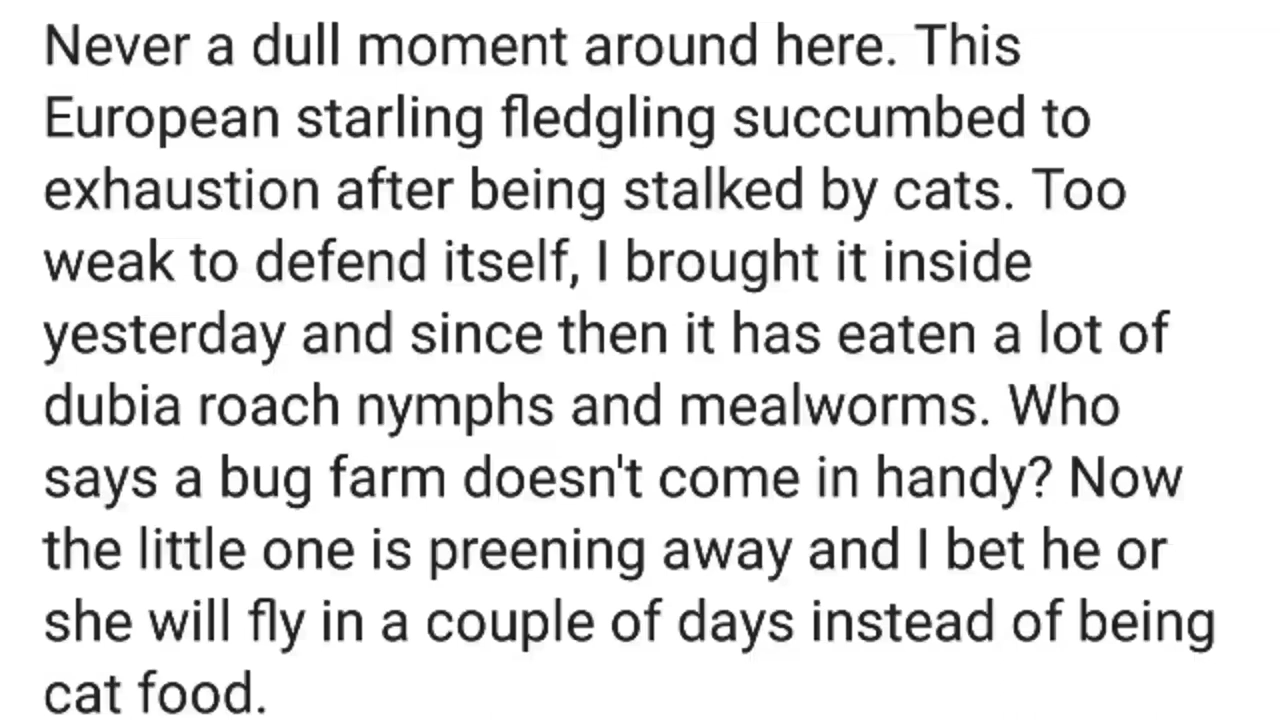 Never a dull moment around here. This
European starling fledgling succumbed to
exhaustion after being stalked by cats. Too
weak to defend itself, I brought it inside
yesterday and since then it has eaten a lot of
dubia roach nymphs and mealworms. Who
says a bug farm doesn't come in handy? Now
the little one is preening away and I bet he or
she will fly in a couple of days instead of being
cat food.